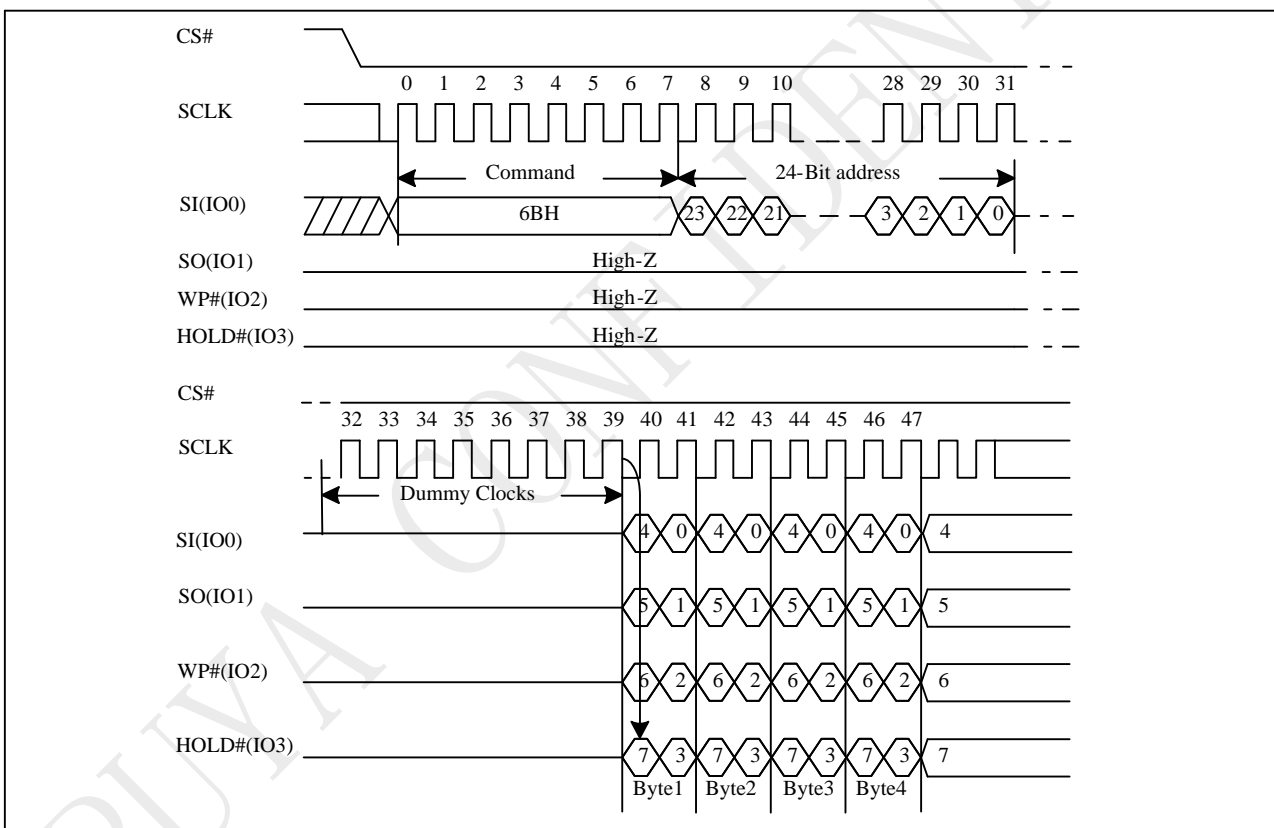 CS#
0 1 2 3 4 5 6 7 8 9 10 28 29 30 31
SCLK
Command 24-Bit address
SI(IO0) 6BH 23 22 21 3 2 1 0
SO(IO1) High-Z
WP#(IO2) High-Z
HOLD#(IO3) High-Z
CS#
32 33 34 35 36 37 38 39 40 41 42 43 44 45 46 47
SCLK
Dummy Clocks
SI(IO0) 4 0 4 0 4 0 4 0 4
SO(IO1) 5 1 5 1 5 1 5 1 5
WP#(IO2) 6 2 6 2 6 2 6 2 6
HOLD#(IO3) 7 3 7 3 7 3 7 3 7
Byte1 Byte2 Byte3 Byte4